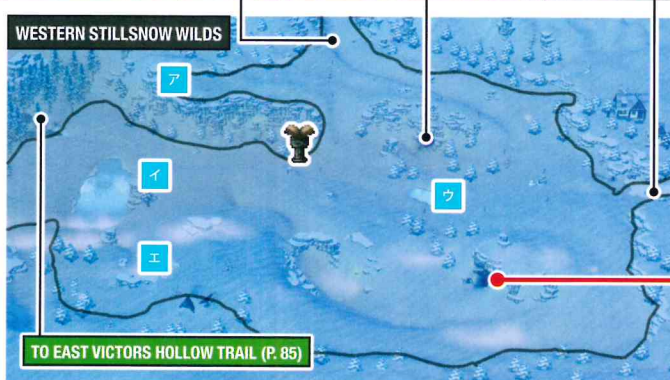 WESTERN STILLSNOW WILDS
ア
イ
ウ
エ
TO EAST VICTORS HOLLOW TRAIL (P. 85)